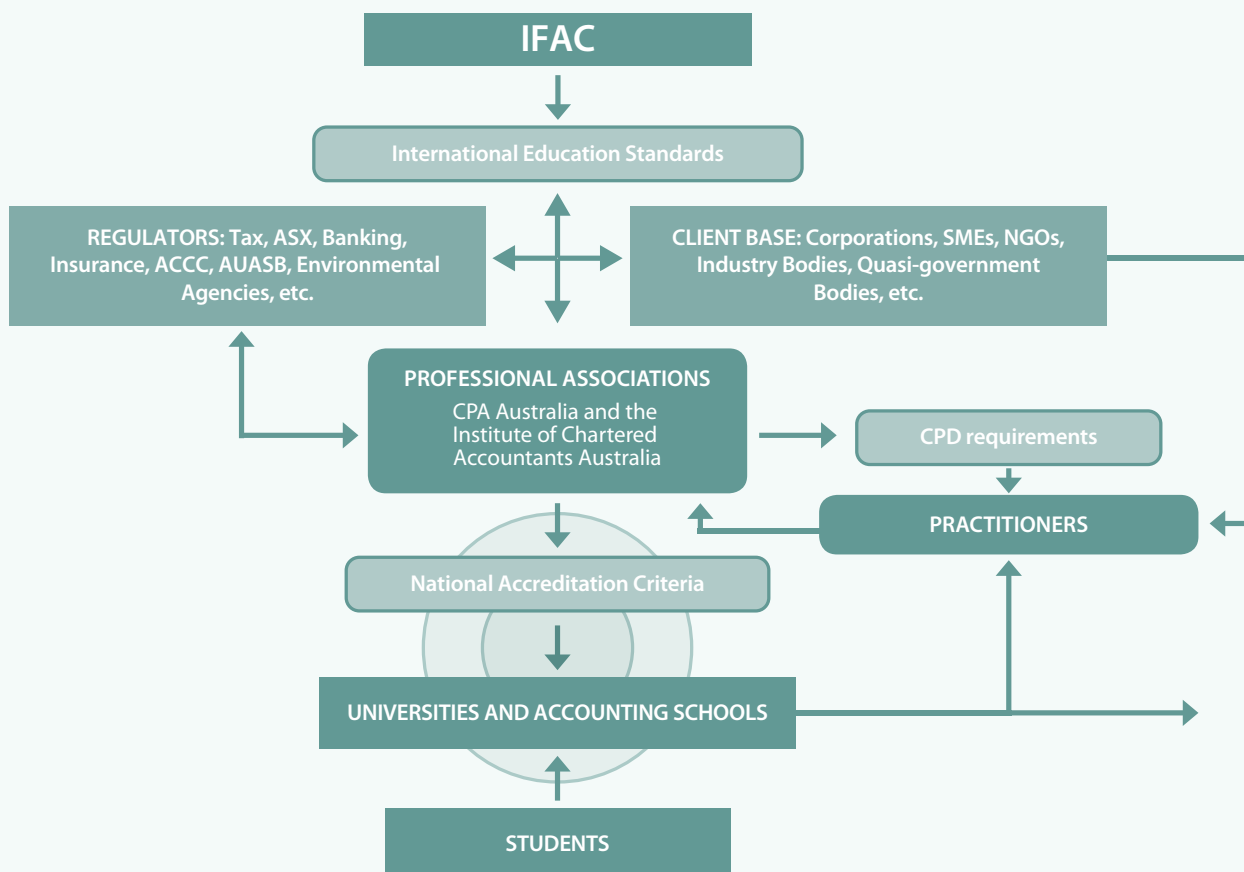 IFAC
International Education Standards
REGULATORS: Tax, ASX, Banking,
Insurance, ACCC, AUASB, Environmental
Agencies, etc.
CLIENT BASE: Corporations, SMEs, NGOs,
Industry Bodies, Quasi-government
Bodies, etc.
PROFESSIONAL ASSOCIATIONS
CPA Australia and the
Institute of Chartered
Accountants Australia
CPD requirements
PRACTITIONERS
National Accreditation Criteria
UNIVERSITIES AND ACCOUNTING SCHOOLS
STUDENTS